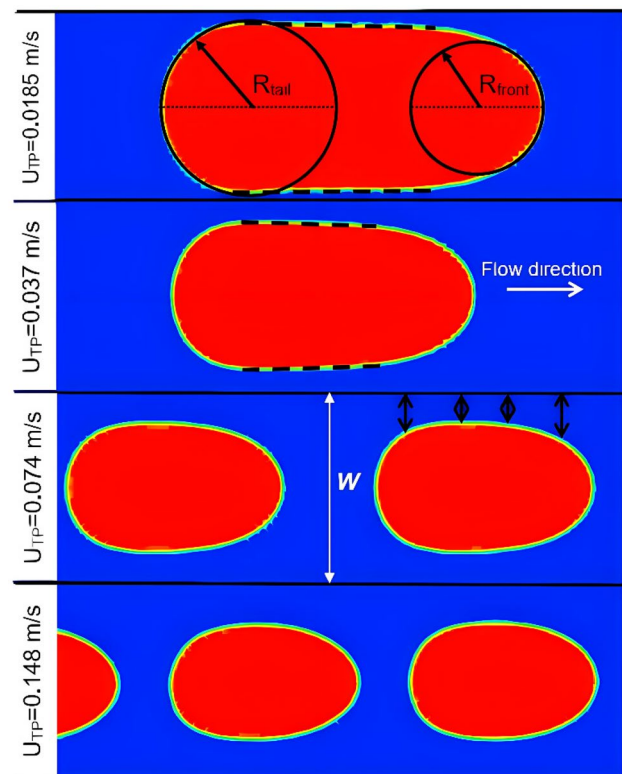 U_TP=0.0185 m/s
R_tail
R_front
U_TP=0.037 m/s
Flow direction
U_TP=0.074 m/s
W
U_TP=0.148 m/s